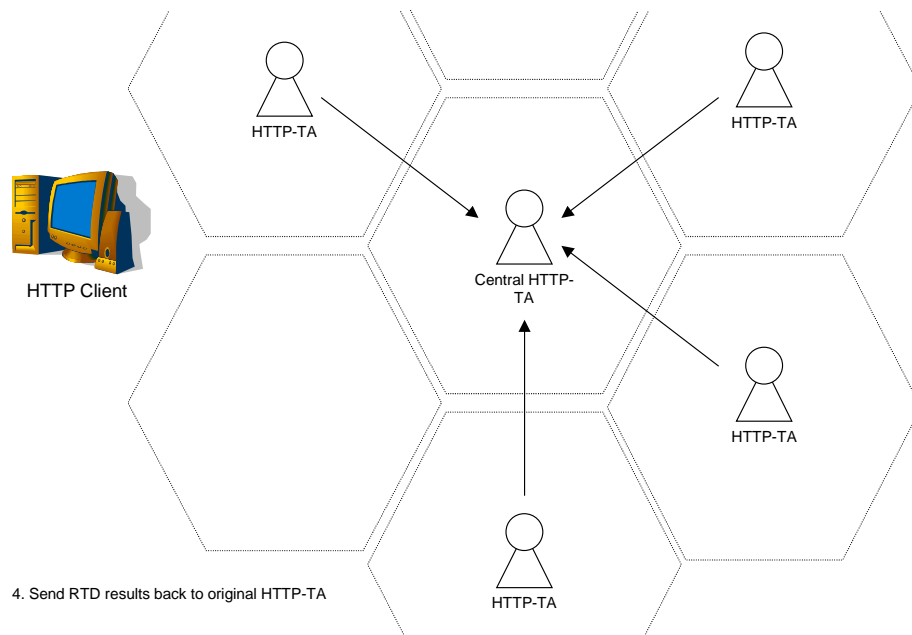 HTTP-TA
HTTP-TA
HTTP Client
Central HTTP-
TA
HTTP-TA
4. Send RTD results back to original HTTP-TA
HTTP-TA